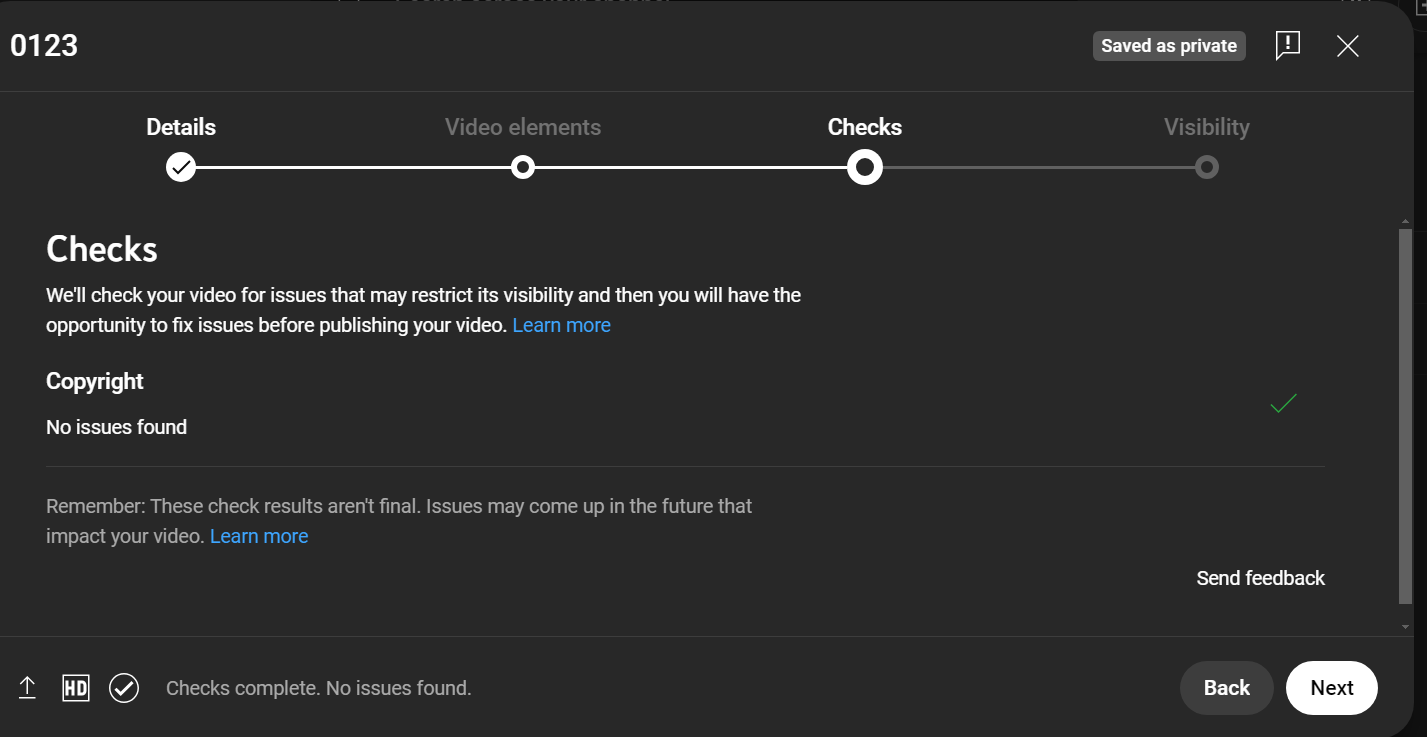 0123
Saved as private
Details
Video elements
Checks
Visibility
Checks
We'll check your video for issues that may restrict its visibility and then you will have the
opportunity to fix issues before publishing your video. Learn more
Copyright
No issues found
Remember: These check results aren't final. Issues may come up in the future that
impact your video. Learn more
Send feedback
HD
Checks complete. No issues found.
Back
Next